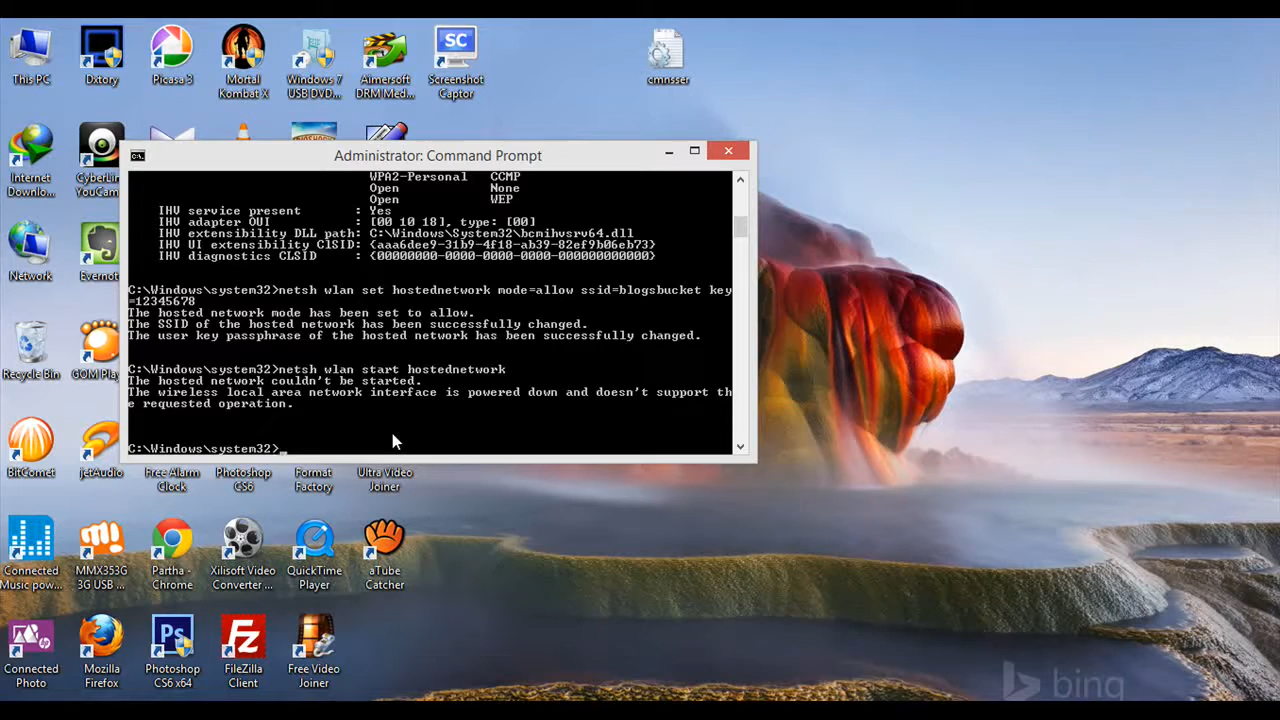 This PC
Dxtory
Picasa 3
Mortal
Kombat X
Windows 7
USB DVD...
Aimersoft
DRM Med...
SC
Screenshot
Captor
cmnsser
Internet
Downlo...
CyberLin
YouCam
C:\.
Administrator: Command Prompt
WPA2-Personal CCMP
Open None
Open WEP
IHV service present : Yes
IHV adapter OUI : [00 10 18], type: [00]
IHV extensibility DLL path: C:\Windows\System32\bcmihvsrv64.dll
IHV UI extensibility ClSID: {aaa6dee9-31b9-4f18-ab39-82ef9b06eb73}
IHV diagnostics CLSID : {00000000-0000-0000-0000-000000000000}
C:\Windows\system32>netsh wlan set hostednetwork mode=allow ssid=blogsbucket key
=12345678
The hosted network mode has been set to allow.
The SSID of the hosted network has been successfully changed.
The user key passphrase of the hosted network has been successfully changed.
C:\Windows\system32>netsh wlan start hostednetwork
The hosted network couldn't be started.
The wireless local area network interface is powered down and doesn't support th
e requested operation.
C:\Windows\system32>_
Network
Evernot
Recycle Bin
GOM Play
BitComet
jetAudio
Free Alarm
Clock
Photoshop
CS6
Format
Factory
Ultra Video
Joiner
Connected
Music pow...
MMX353G
3G USB ...
Partha -
Chrome
Xilisoft Video
Converter ...
QuickTime
Player
aTube
Catcher
Connected
Photo
Mozilla
Firefox
Ps
Photoshop
CS6 x64
FZ
FileZilla
Client
Free Video
Joiner
bing